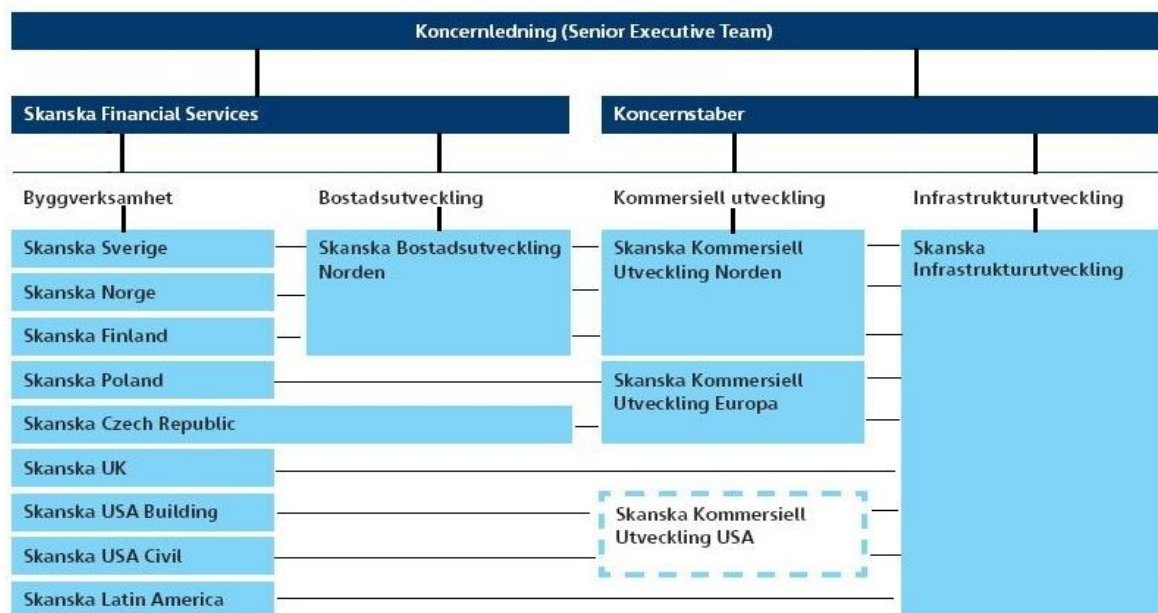 Koncernledning (Senior Executive Team)
Skanska Financial Services
Koncernstaber
Byggverksamhet
Bostadsutveckling
Kommersiell utveckling
Infrastrukturutveckling
Skanska Sverige
Skanska Norge
Skanska Finland
Skanska Poland
Skanska Czech Republic
Skanska UK
Skanska USA Building
Skanska USA Civil
Skanska Latin America
Skanska Bostadsutveckling
Norden
Skanska Kommersiell
Utveckling Norden
Skanska Kommersiell
Utveckling Europa
Skanska Kommersiell
Utveckling USA
Skanska
Infrastrukturutveckling